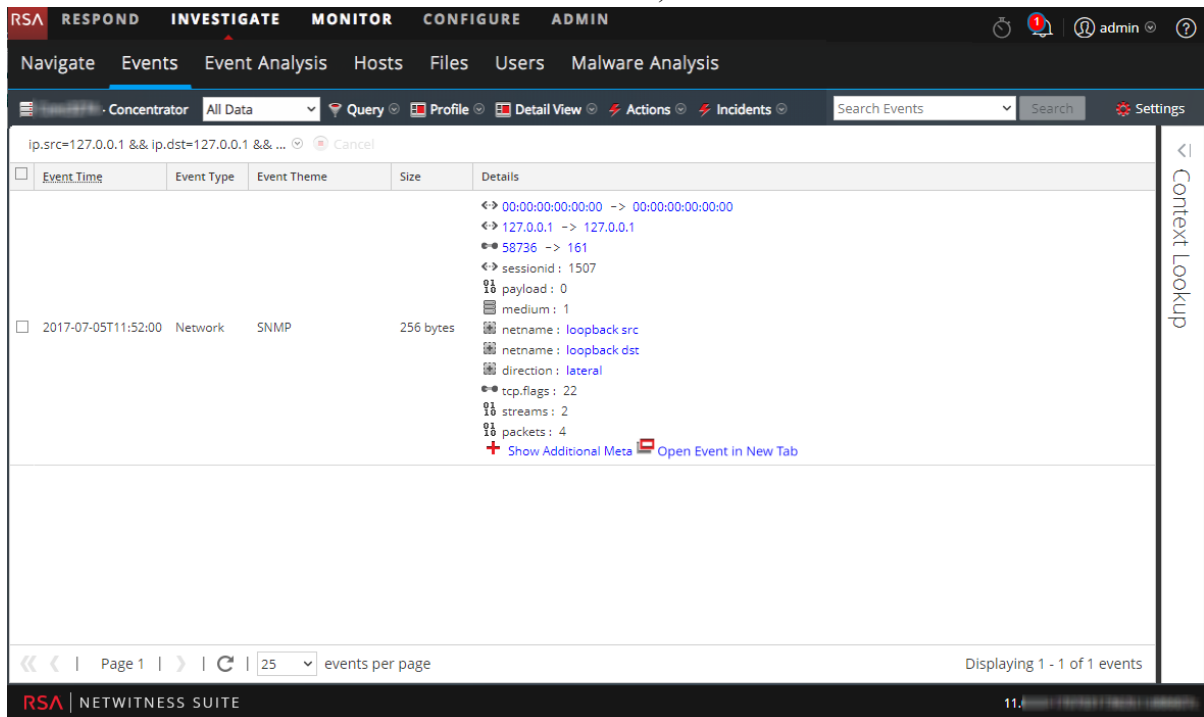 RSA RESPOND INVESTIGATE MONITOR CONFIGURE ADMIN 1 admin ?
Navigate Events Event Analysis Hosts Files Users Malware Analysis
- Concentrator All Data Query Profile Detail View Actions Incidents Search Events Search Settings
ip.src=127.0.0.1 && ip.dst=127.0.0.1 && ... Cancel
Event Time Event Type Event Theme Size Details
00:00:00:00:00:00 -> 00:00:00:00:00:00
127.0.0.1 -> 127.0.0.1
58736 -> 161
sessionid : 1507
payload : 0
medium : 1
2017-07-05T11:52:00 Network SNMP 256 bytes
netname : loopback src
netname : loopback dst
direction : lateral
tcp.flags : 22
streams : 2
packets : 4
Show Additional Meta Open Event in New Tab
Context Lookup
Page 1 | 25 events per page Displaying 1 - 1 of 1 events
RSA | NETWITNESS SUITE 11.